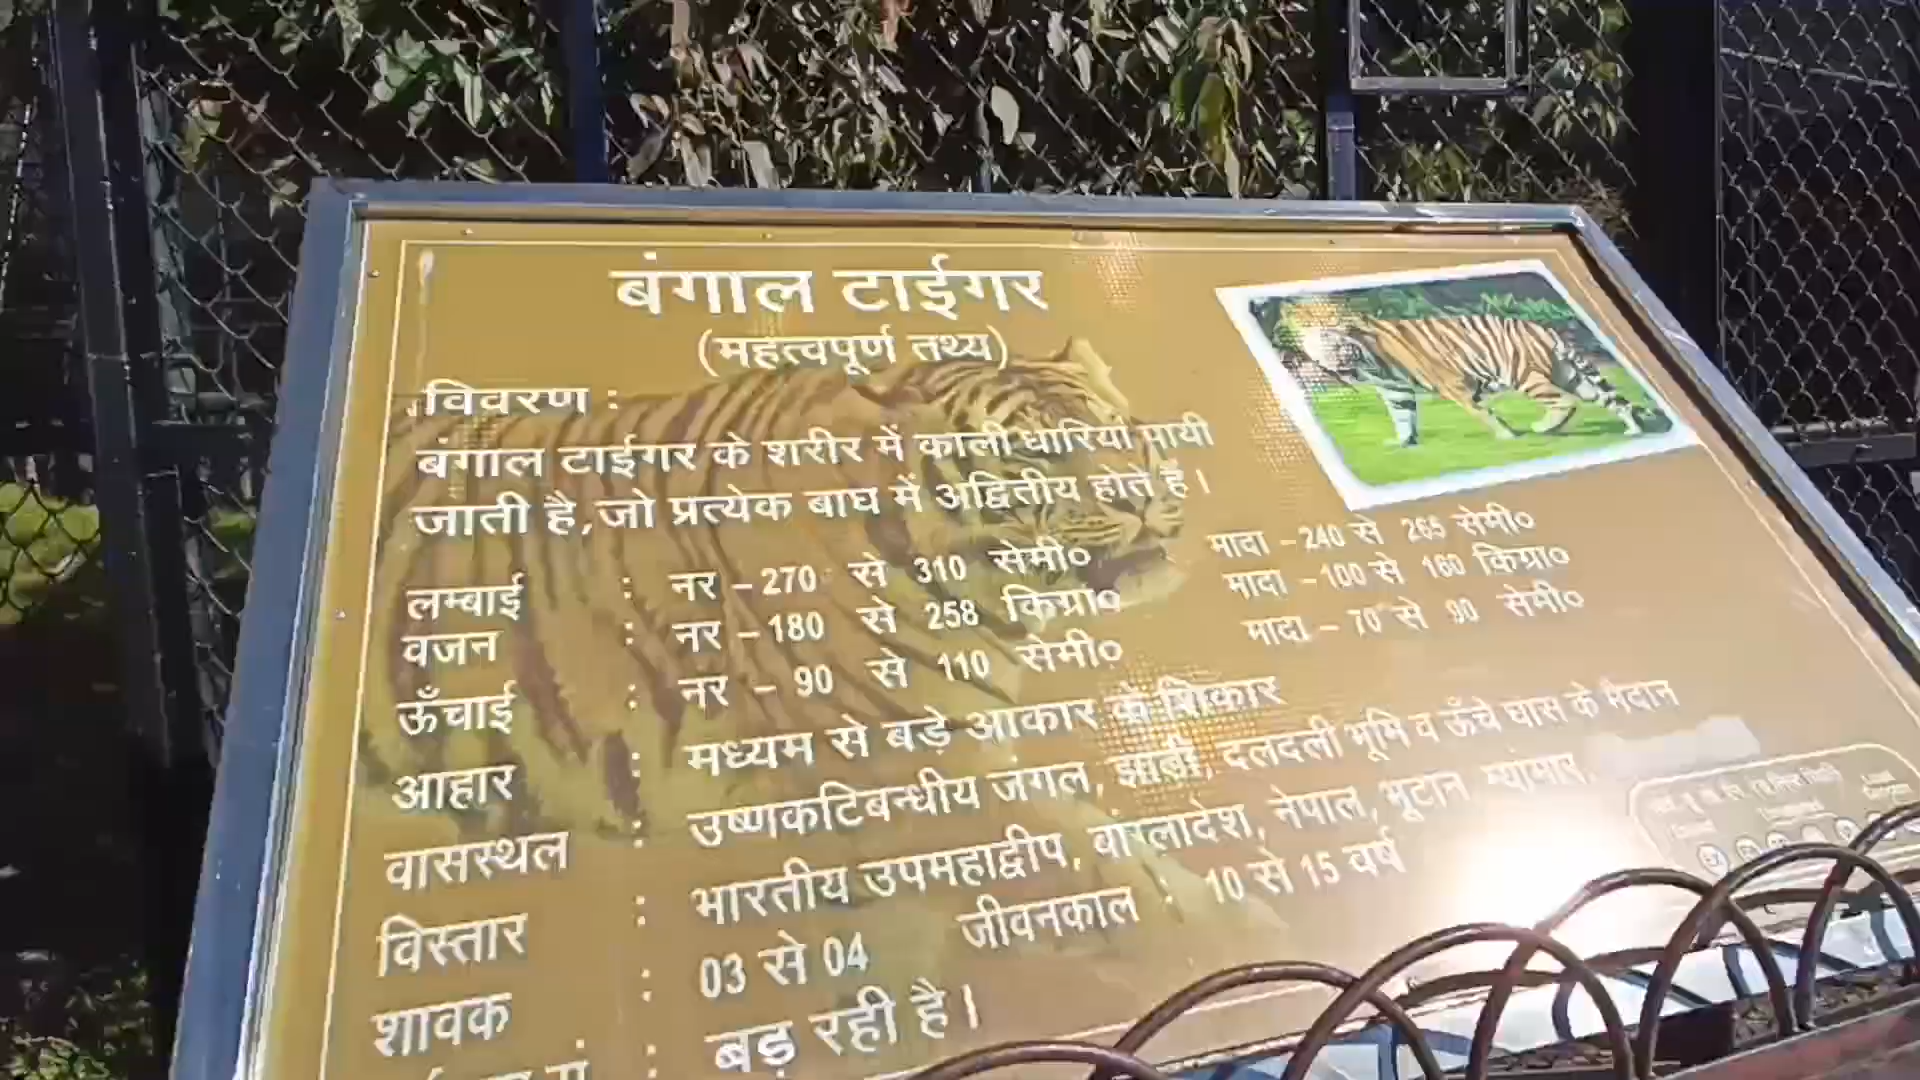 बंगाल टाईगर
(महत्वपूर्ण तथ्य)
विवरण :
बंगाल टाईगर के शरीर में काली धारियां पायी
जाती है,जो प्रत्येक बाघ में अद्वितीय होते हैं।
लम्बाई : नर – 270 से 310 सेमी० मादा – 240 से 265 सेमी०
वजन : नर – 180 से 258 किग्रा० मादा – 100 से 160 किग्रा०
ऊँचाई : नर – 90 से 110 सेमी० मादा – 70 से 90 सेमी०
आहार : मध्यम से बड़े आकार के शिकार
वासस्थल : उष्णकटिबन्धीय जंगल, झाड़ी, दलदली भूमि व ऊँचे घास के मैदान
विस्तार : भारतीय उपमहाद्वीप, बांग्लादेश, नेपाल, भूटान म्यांमार,
शावक : 03 से 04 जीवनकाल : 10 से 15 वर्ष
: बड़ रही है।